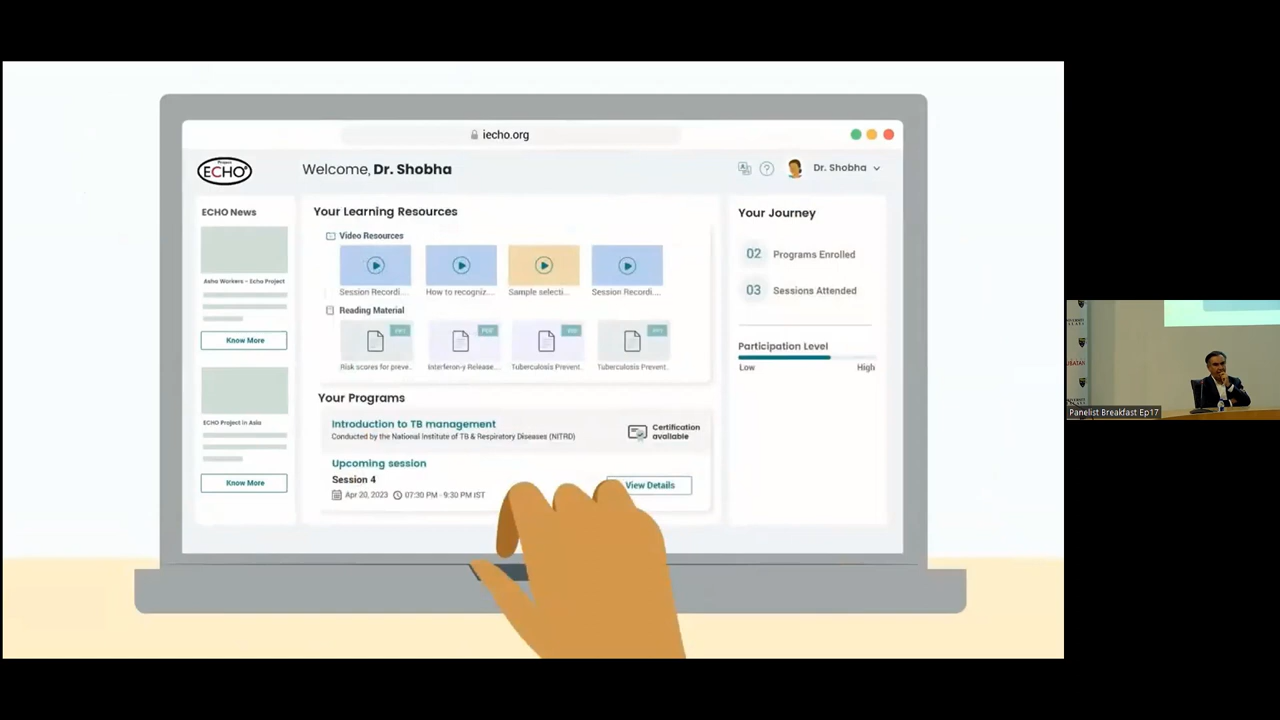 iecho.org
Project
ECHO®
Welcome, Dr. Shobha
Dr. Shobha
ECHO News
Asha Workers - Echo Project
Know More
ECHO Project in Asia
Know More
Your Learning Resources
Video Resources
Session Recordi...
How to recogniz...
Sample selecti...
Session Recordi....
Reading Material
PPT
PDF
PDF
PPT
Risk scores for preve..
Interferon-y Release...
Tuberculosis Prevent.
Tuberculosis Prevent..
Your Programs
Introduction to TB management
Conducted by the National Institute of TB & Respiratory Diseases (NITRD)
Certification
available
Upcoming session
Session 4
Apr 20, 2023 07:30 PM - 9:30 PM IST
View Details
Your Journey
02 Programs Enrolled
03 Sessions Attended
Participation Level
Low High
Panelist Breakfast Ep17